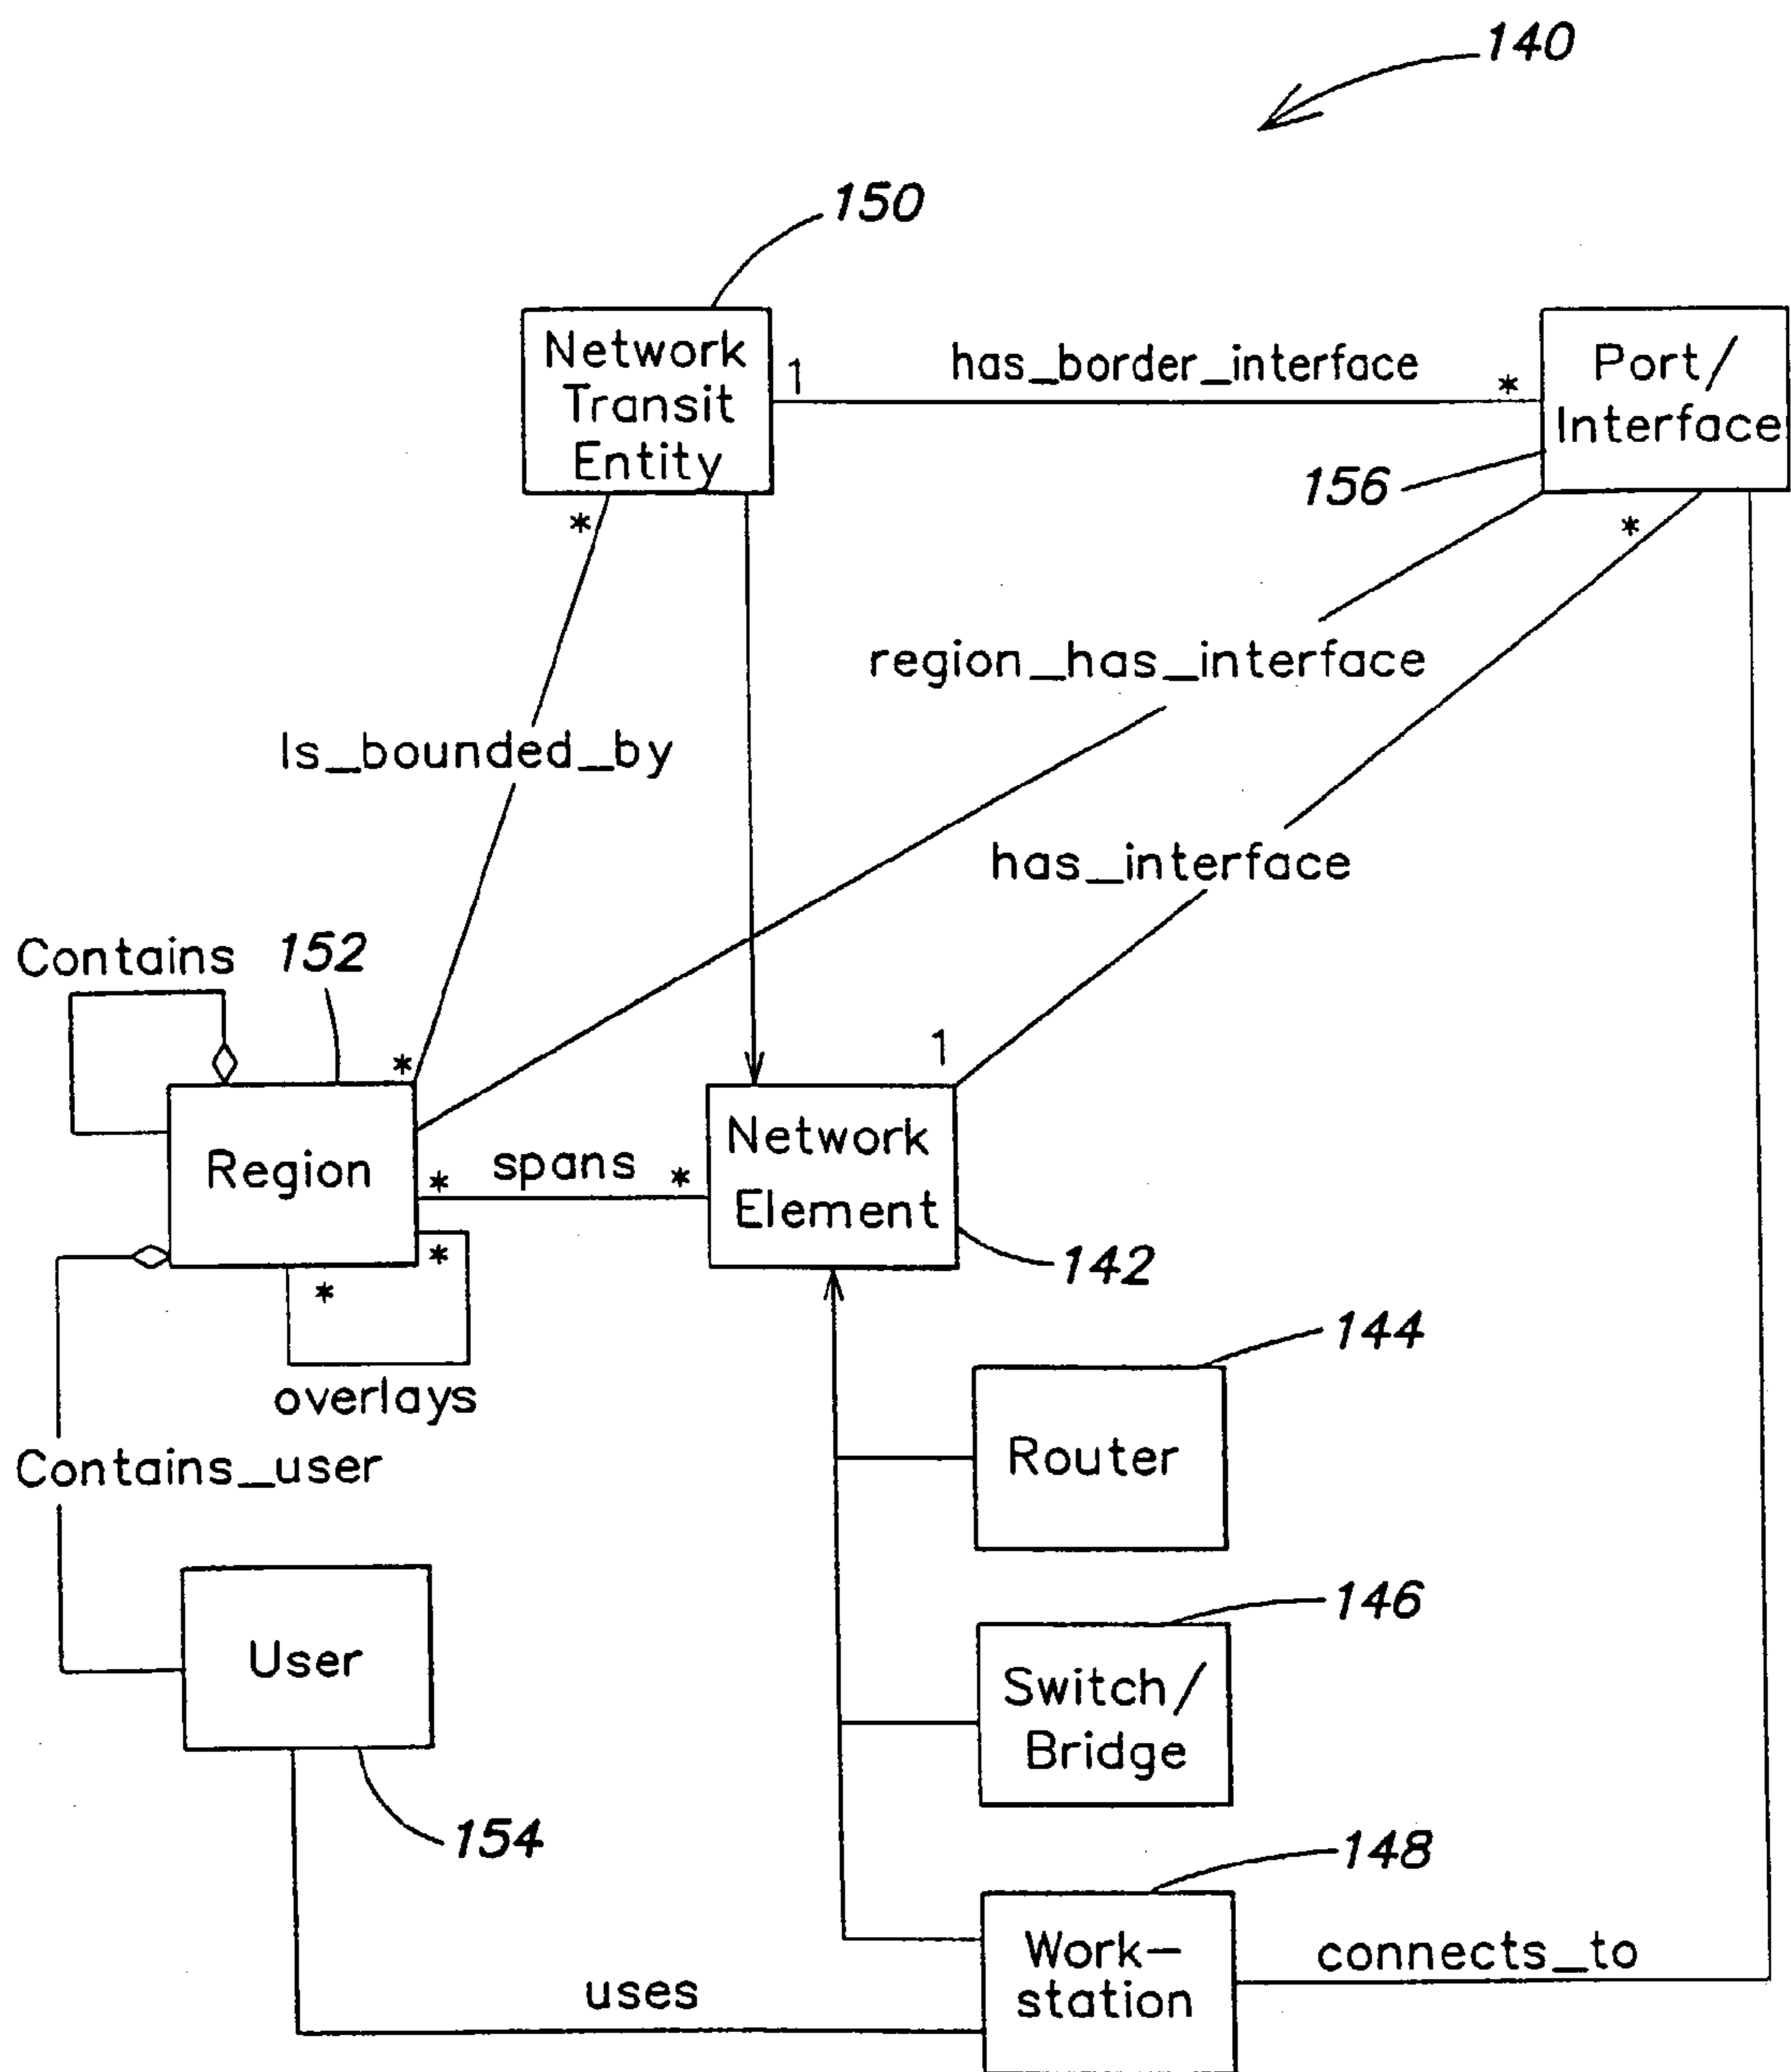 140
150
Network
Transit
Entity
1
has_border_interface
*
Port/
Interface
156
*
*
region_has_interface
Is_bounded_by
has_interface
Contains
152
*
1
Region
*
spans
*
Network
Element
*
*
142
overlays
144
Router
Contains_user
146
User
Switch/
Bridge
154
148
Work-
station
connects_to
uses